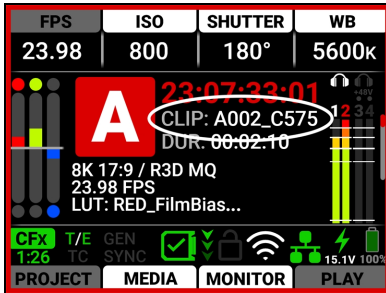 FPS ISO SHUTTER WB
23.98 800 180° 5600K
A
23:07:33:01
+48V
CLIP: A002_C575
1 2 3 4
DUR: 00:02:10
8K 17:9 / R3D MQ
23.98 FPS
LUT: RED_FilmBias...
CFx T/E GEN
1:26 TC SYNC 15.1V 100%
PROJECT MEDIA MONITOR PLAY